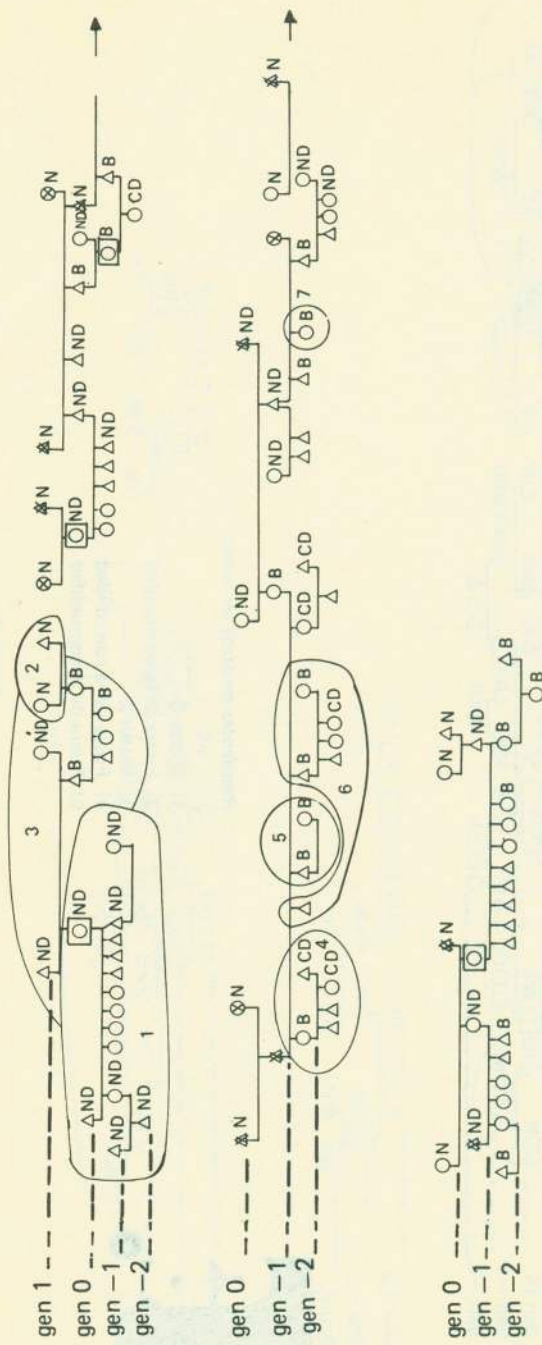 3 2
gen 1 ND ND N N N N N N
gen 0 ND ND B B ND ND ND B ND N
gen −1 ND ND ND ND B ND B B
gen −2 ND 1 CD
gen 0 N N ND ND
gen −1 B ND ND N N
5 7
gen −2 B CD B B B B CD CD B B B ND
CD 4 6 CD ND
gen 0 N N N N
gen −1 ND ND ND
gen −2 B B B B B
B